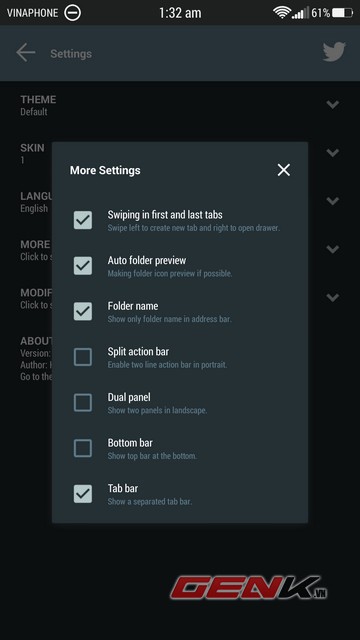 VINAPHONE
1:32 am
61%
Settings
THEME
Default
SKIN
1
LANGU
English
MORE
Click to s
MODIF
Click to s
ABOUT
Version:
Author: H
Go to the
More Settings
Swiping in first and last tabs
Swipe left to create new tab and right to open drawer.
Auto folder preview
Making folder icon preview if possible.
Folder name
Show only folder name in address bar.
Split action bar
Enable two line action bar in portrait.
Dual panel
Show two panels in landscape.
Bottom bar
Show top bar at the bottom.
Tab bar
Show a separated tab bar.
GENK.VN